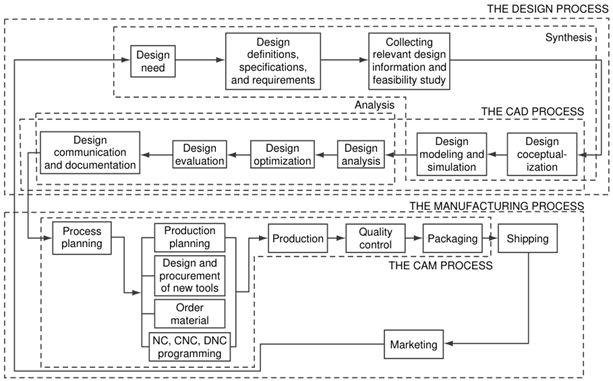 THE DESIGN PROCESS
Synthesis
Design
need
Design
definitions,
specifications,
and requirements
Collecting
relevant design
information and
feasibility study
Analysis
THE CAD PROCESS
Design
communication
and documentation
Design
evaluation
Design
optimization
Design
analysis
Design
modeling and
simulation
Design
coceptual-
ization
THE MANUFACTURING PROCESS
Process
planning
Production
planning
Design and
procurement
of new tools
Order
material
NC, CNC, DNC
programming
Production
Quality
control
Packaging
Shipping
THE CAM PROCESS
Marketing